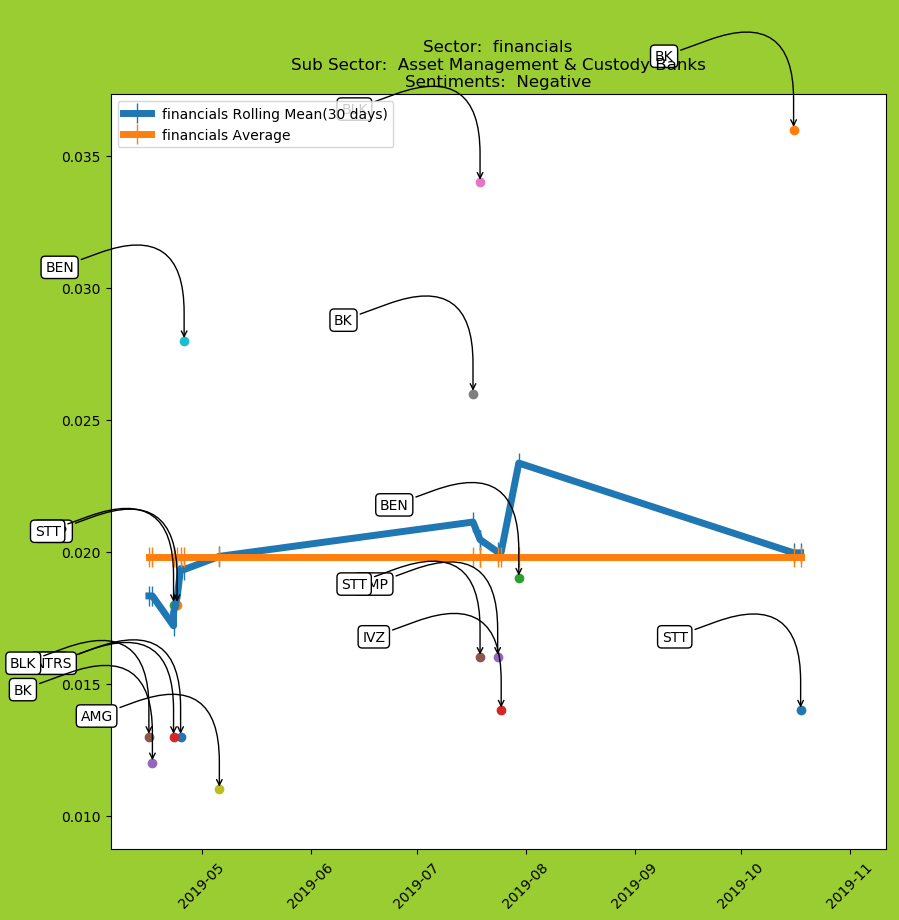 Sector:  financials
Sub Sector:  Asset Management & Custody Banks
Sentiments:  Negative
BK
BLK
financials Rolling Mean(30 days)
financials Average
0.035
BEN
0.030
BK
0.025
BEN
STT
0.020
STT
MP
IVZ
STT
BLK
NTRS
0.015
BK
AMG
0.010
2019-05
2019-06
2019-07
2019-08
2019-09
2019-10
2019-11